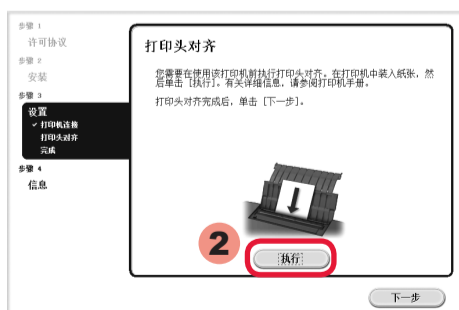 步骤 1
许可协议
步骤 2
安装
步骤 3
设置
✓ 打印机连接
打印头对齐
完成
步骤 4
信息
打印头对齐
您需要在使用该打印机前执行打印头对齐。在打印机中装入纸张，然
后单击 [执行]。有关详细信息，请参阅打印机手册。
打印头对齐完成后，单击 [下一步]。
2
执行
下一步